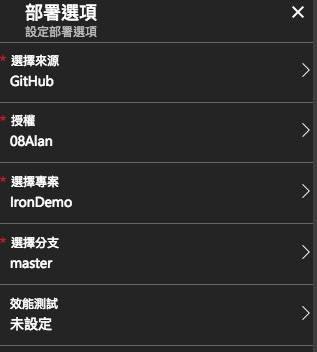 部署選項
設定部署選項
* 選擇來源
GitHub
* 授權
08Alan
* 選擇專案
IronDemo
* 選擇分支
master
效能測試
未設定